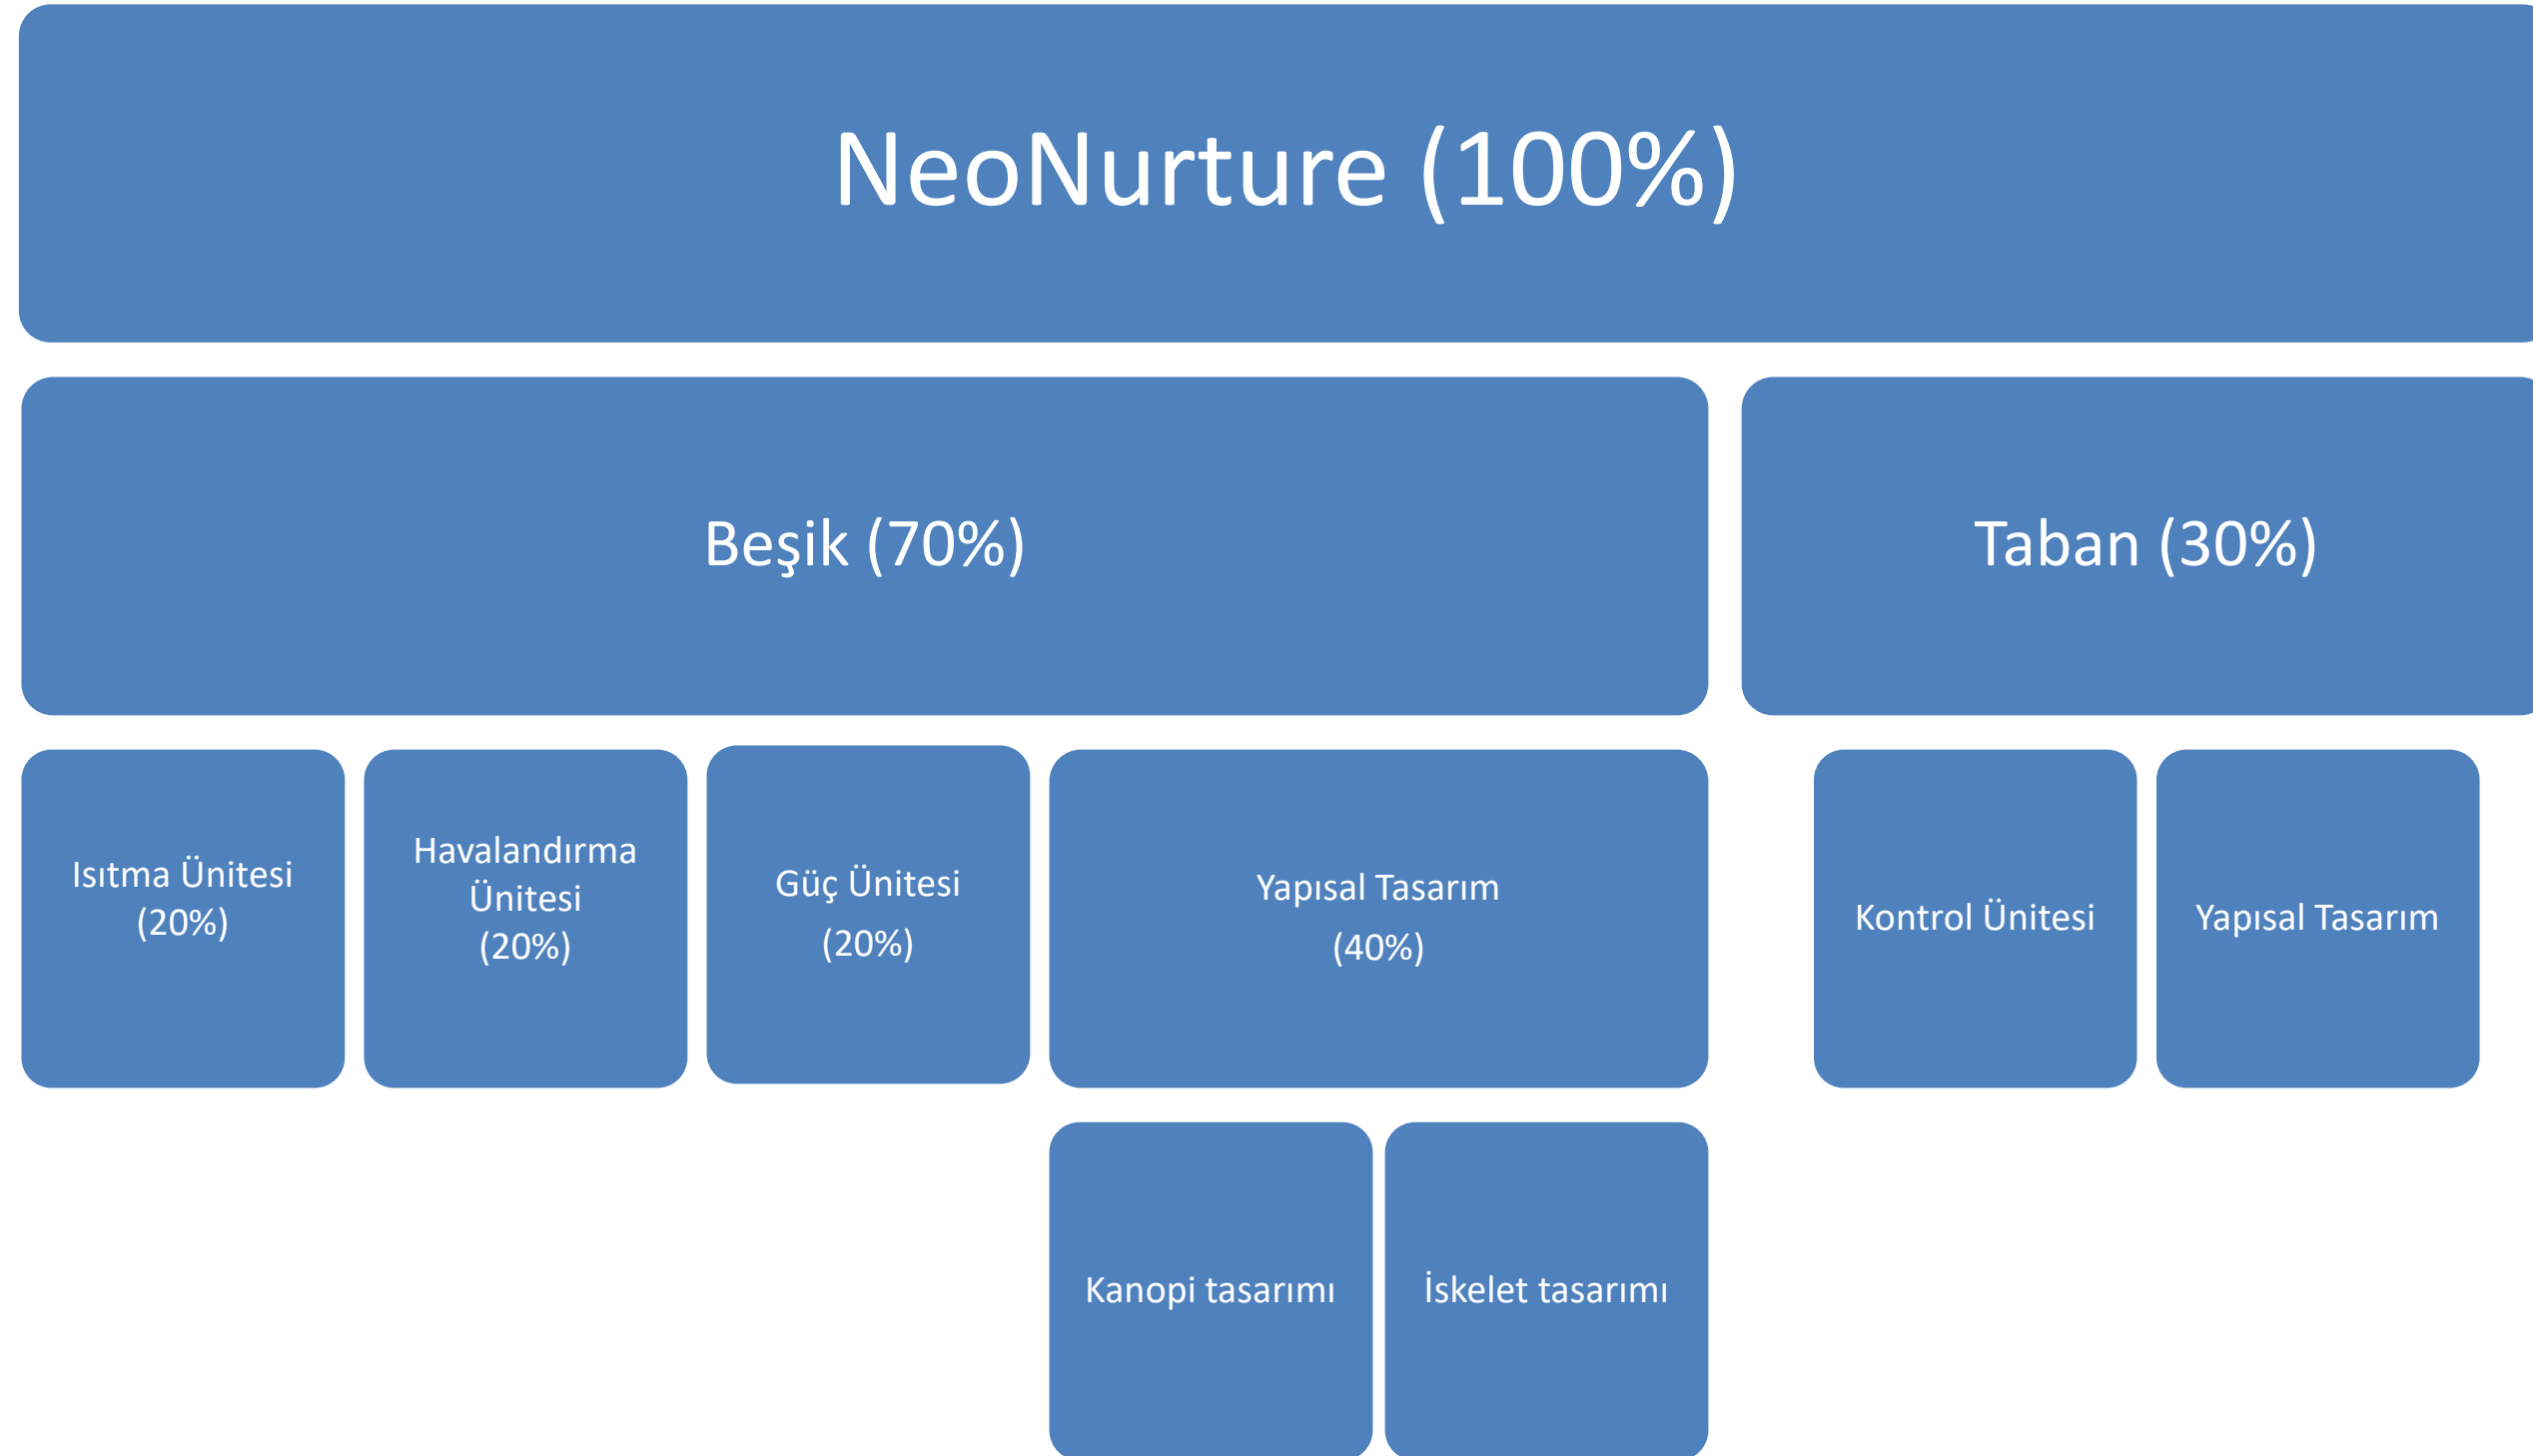 NeoNurture (100%)
Beşik (70%)
Taban (30%)
Isıtma Ünitesi
(20%)
Havalandırma
Ünitesi
(20%)
Güç Ünitesi
(20%)
Yapısal Tasarım
(40%)
Kontrol Ünitesi
Yapısal Tasarım
Kanopi tasarımı
İskelet tasarımı